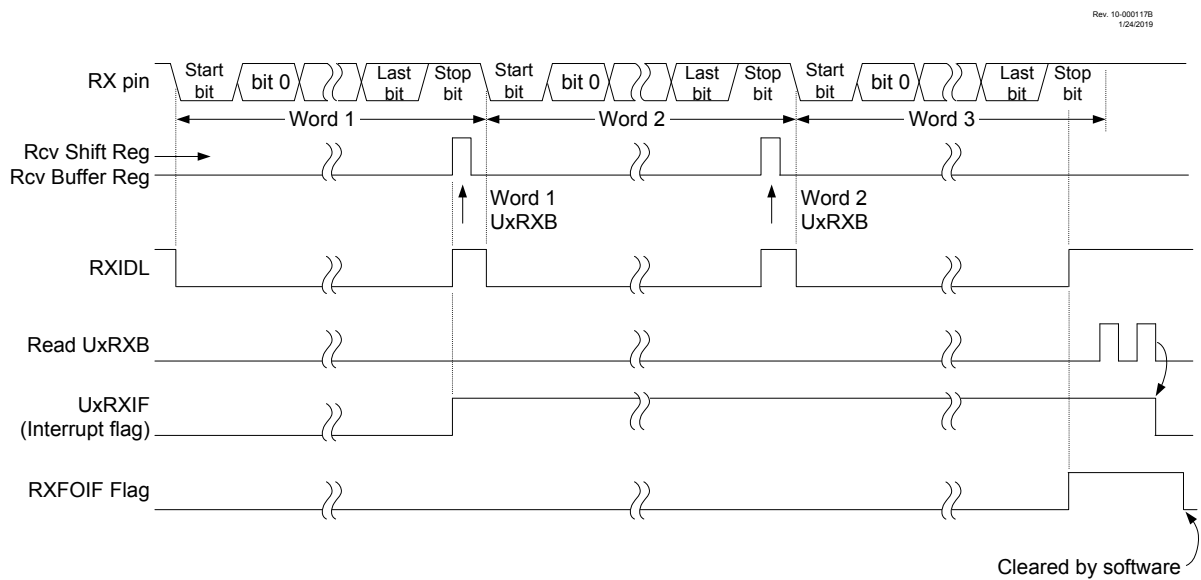 Rev. 10-000117B
1/24/2019
RX pin
Start bit
bit 0
Last bit
Stop bit
Start bit
bit 0
Last bit
Stop bit
Start bit
bit 0
Last bit
Stop bit
Word 1
Word 2
Word 3
Rcv Shift Reg
Rcv Buffer Reg
Word 1
UxRXB
Word 2
UxRXB
RXIDL
Read UxRXB
UxRXIF
(Interrupt flag)
RXFOIF Flag
Cleared by software